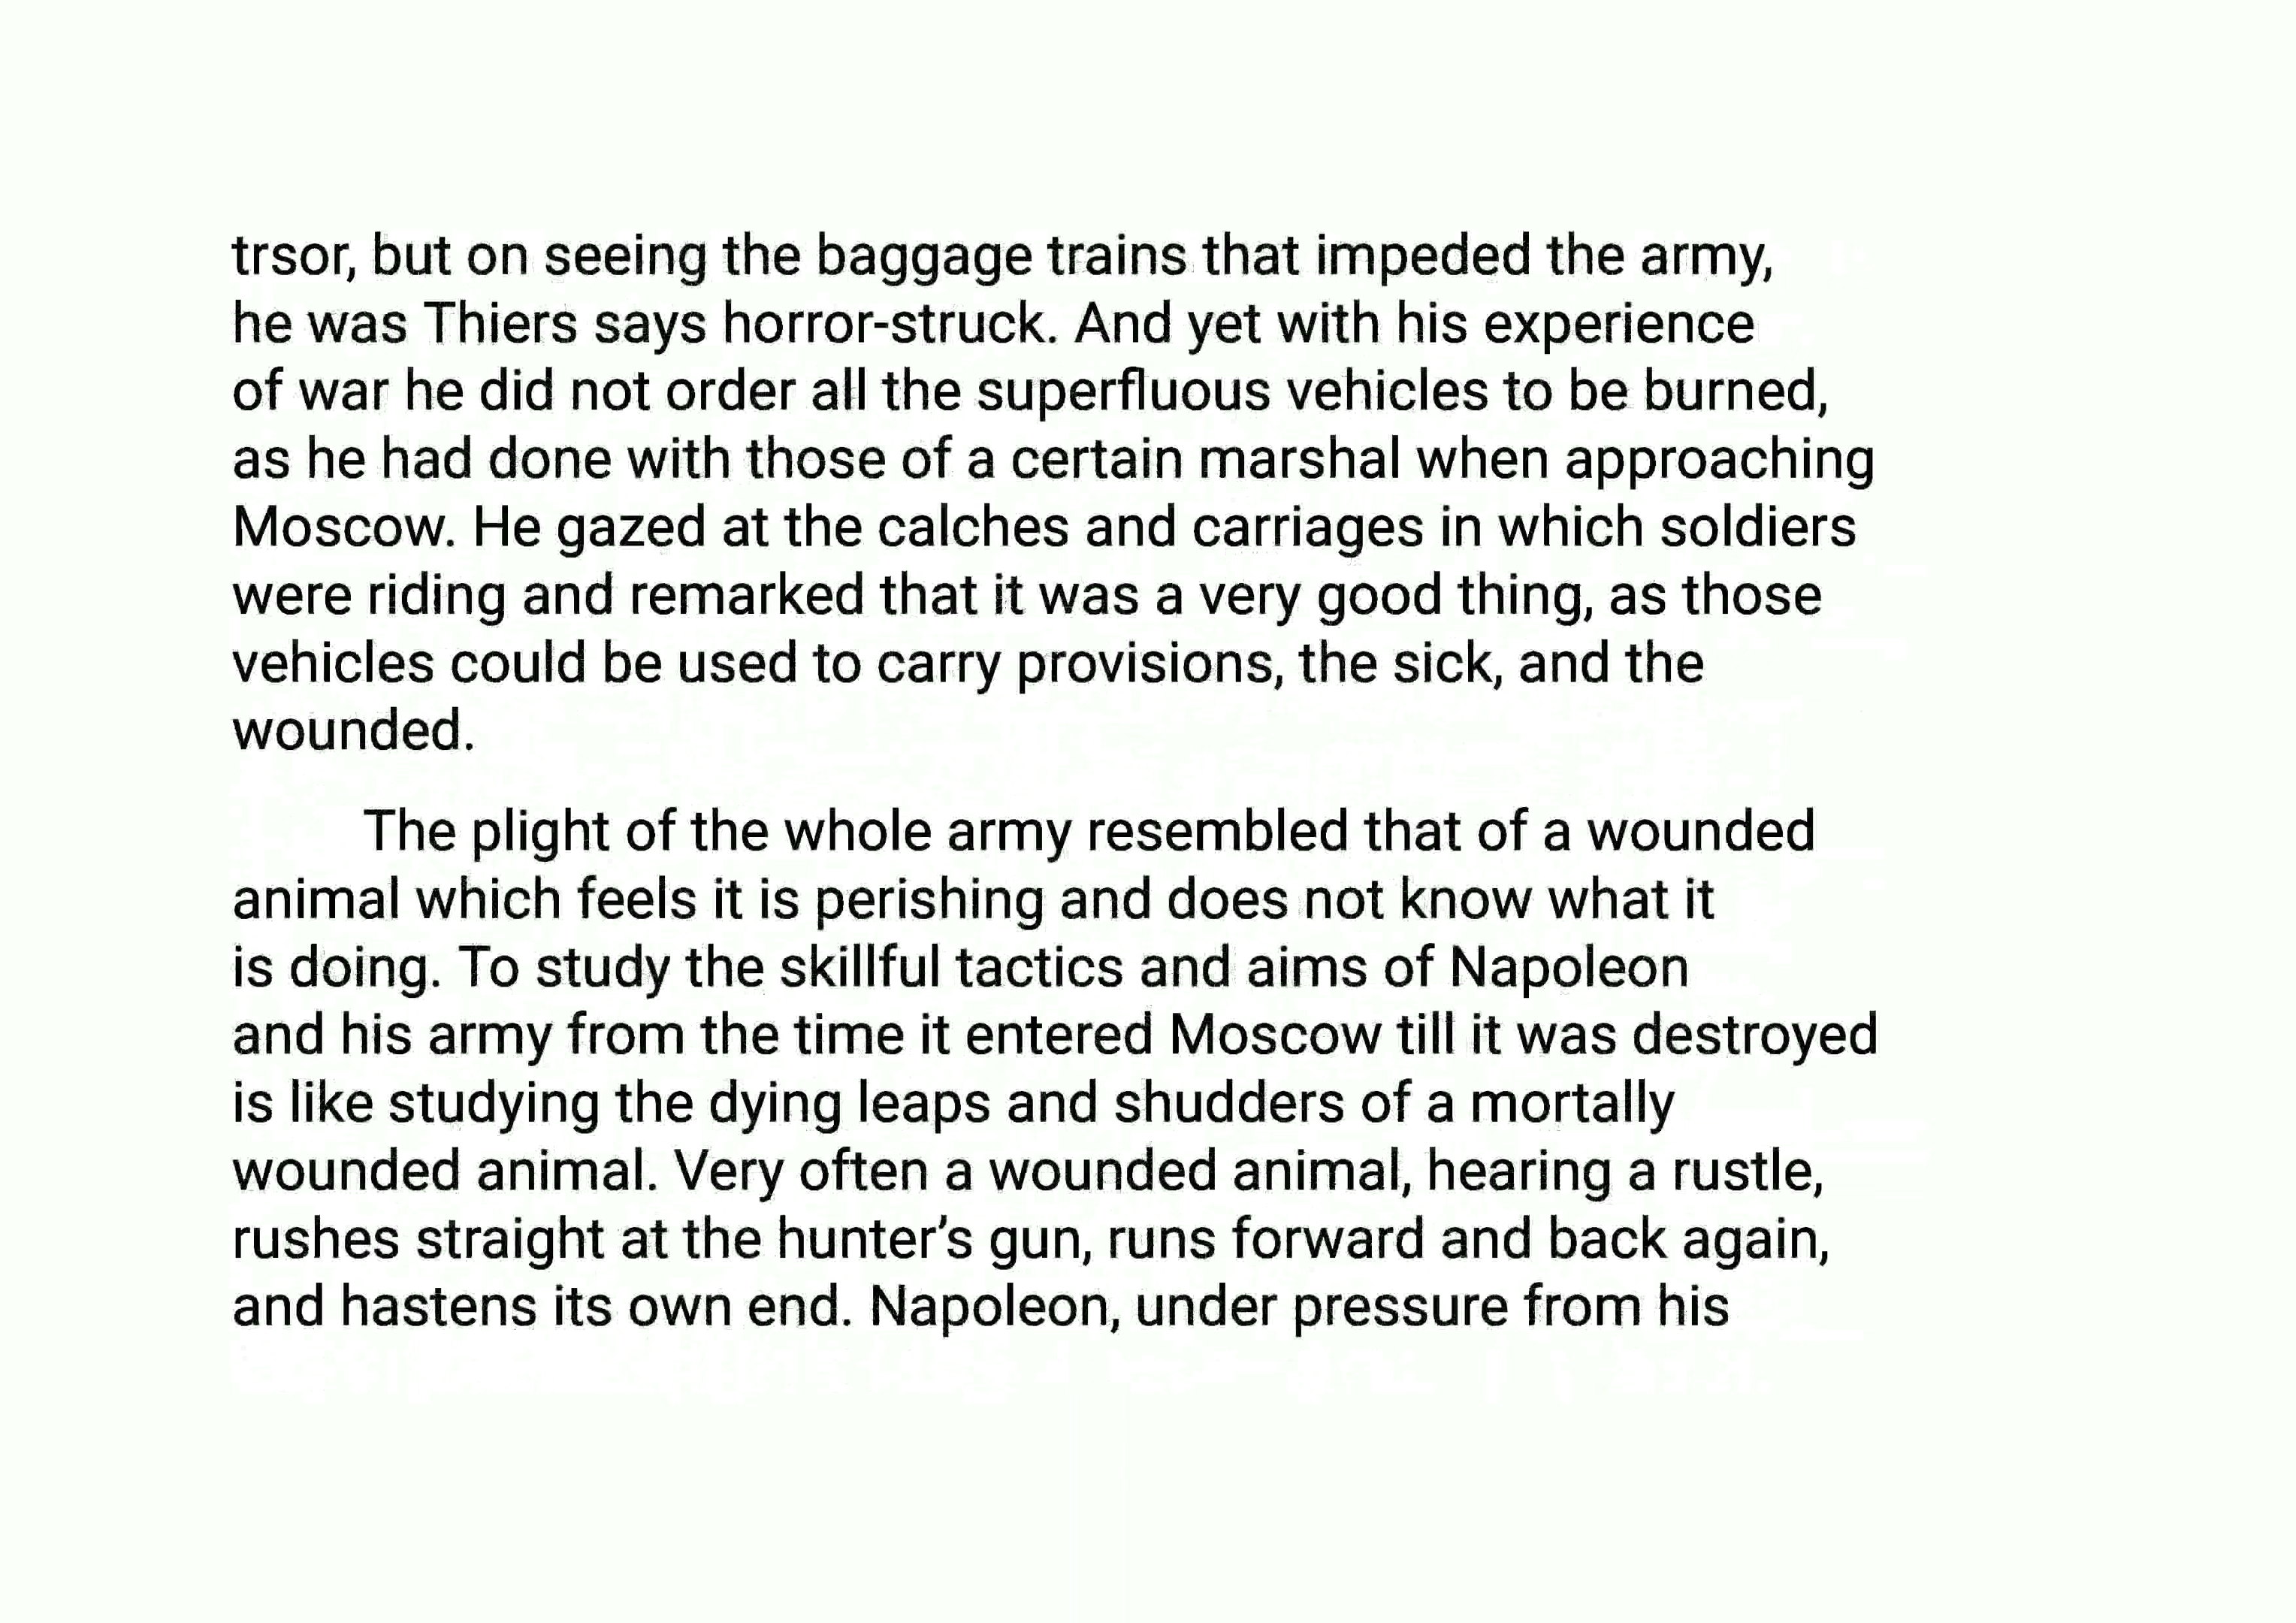 trsor, but on seeing the baggage trains that impeded the army,
he was Thiers says horror-struck. And yet with his experience
of war he did not order all the superfluous vehicles to be burned,
as he had done with those of a certain marshal when approaching
Moscow. He gazed at the calches and carriages in which soldiers
were riding and remarked that it was a very good thing, as those
vehicles could be used to carry provisions, the sick, and the
wounded.
The plight of the whole army resembled that of a wounded
animal which feels it is perishing and does not know what it
is doing. To study the skillful tactics and aims of Napoleon
and his army from the time it entered Moscow till it was destroyed
is like studying the dying leaps and shudders of a mortally
wounded animal. Very often a wounded animal, hearing a rustle,
rushes straight at the hunter’s gun, runs forward and back again,
and hastens its own end. Napoleon, under pressure from his